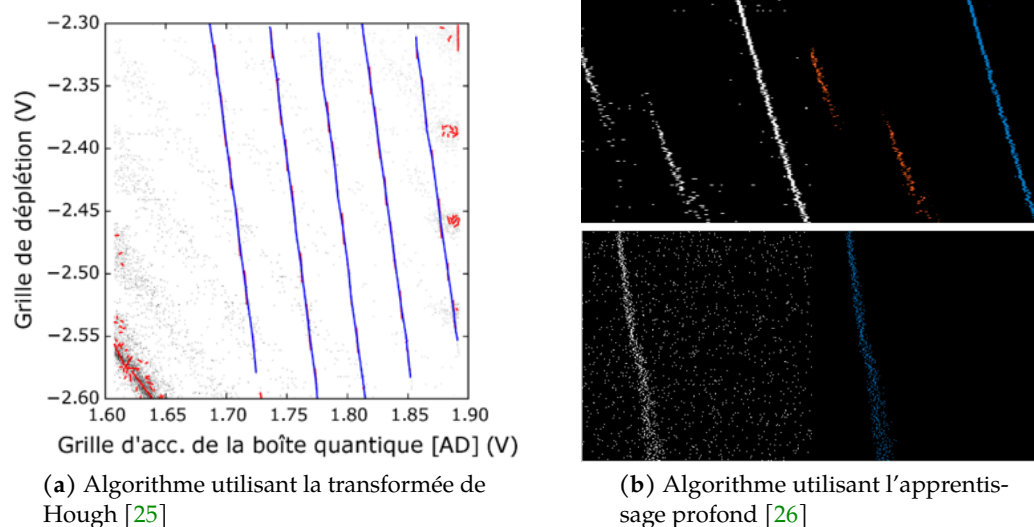 −2.30
−2.35
−2.40
−2.45
−2.50
−2.55
−2.60
Grille de déplétion (V)
1.60 1.65 1.70 1.75 1.80 1.85 1.90
Grille d'acc. de la boîte quantique [AD] (V)
(a) Algorithme utilisant la transformée de
Hough [25]
(b) Algorithme utilisant l'apprentis-
sage profond [26]